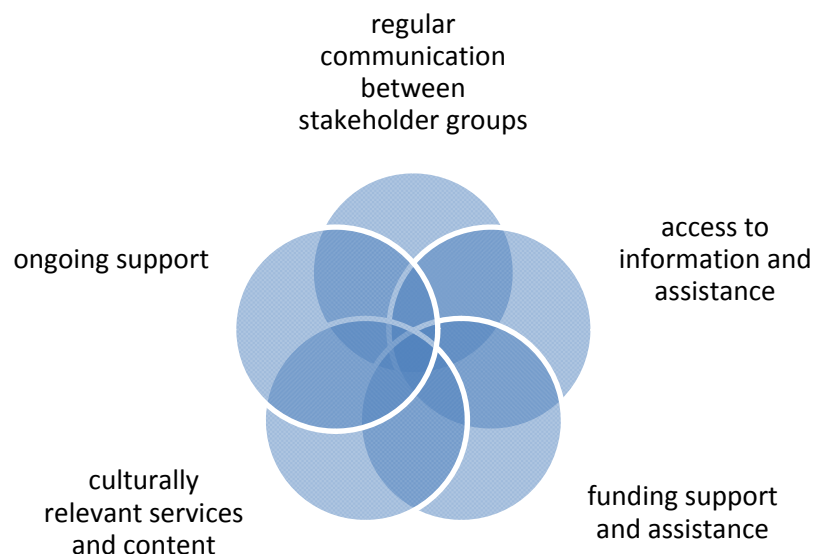 regular
communication
between
stakeholder groups
access to
information and
assistance
funding support
and assistance
culturally
relevant services
and content
ongoing support